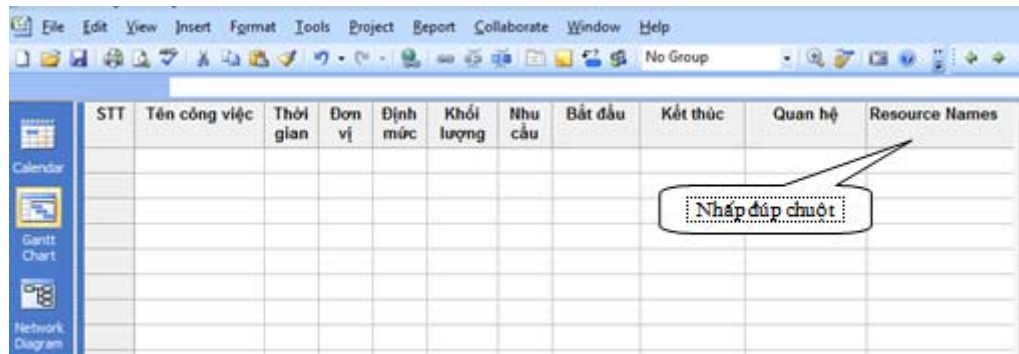 File Edit View Insert Format Tools Project Report Collaborate Window Help
No Group
STT Tên công việc Thời gian Đơn vị Định mức Khối lượng Nhu cầu Bắt đầu Kết thúc Quan hệ Resource Names
Calendar
Nhấp đúp chuột
Gantt
Chart
Network
Diagram